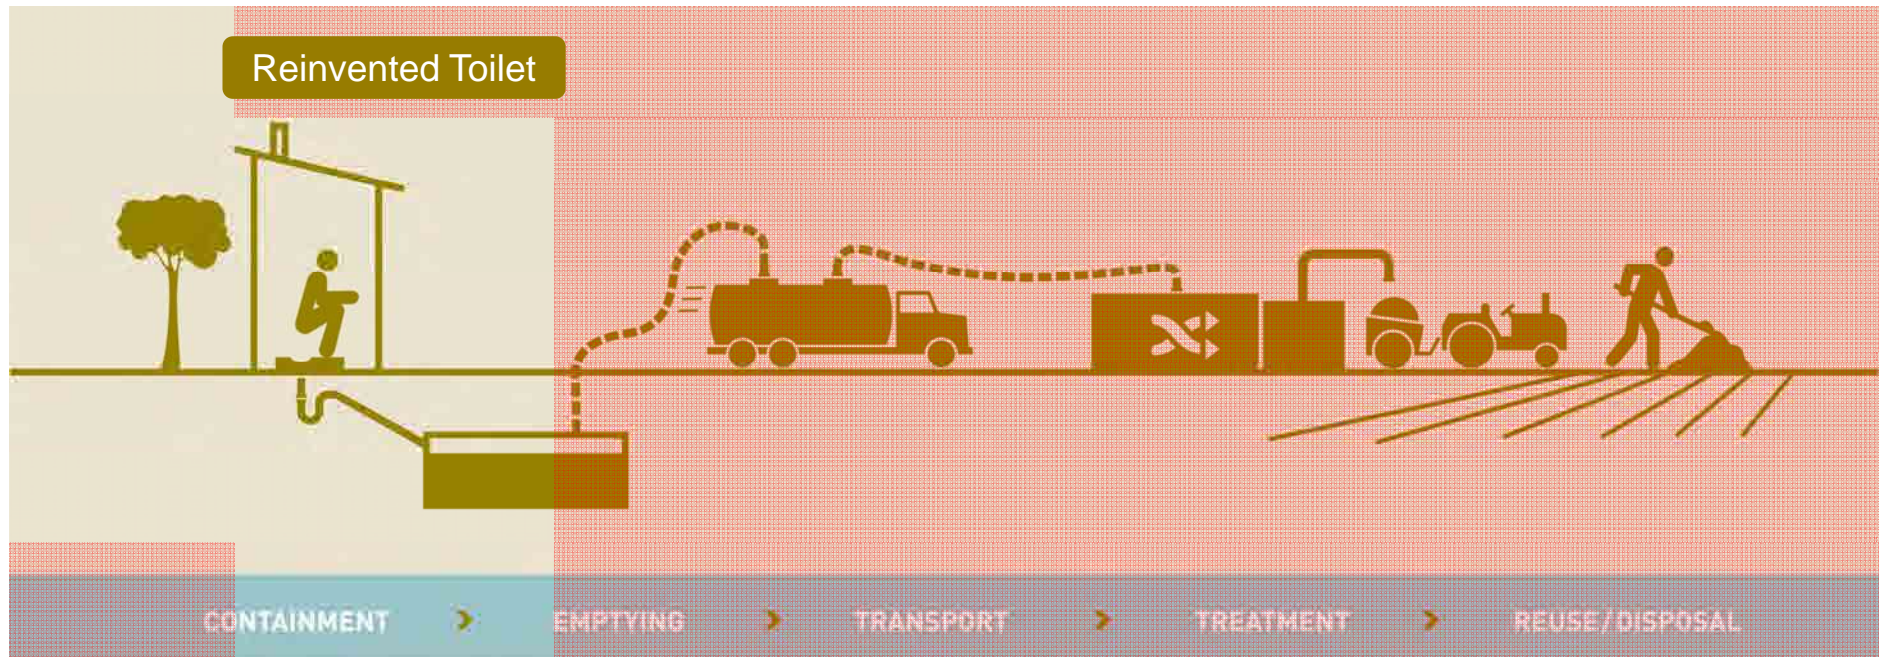 Reinvented Toilet
CONTAINMENT > EMPTYING > TRANSPORT > TREATMENT > REUSE/DISPOSAL